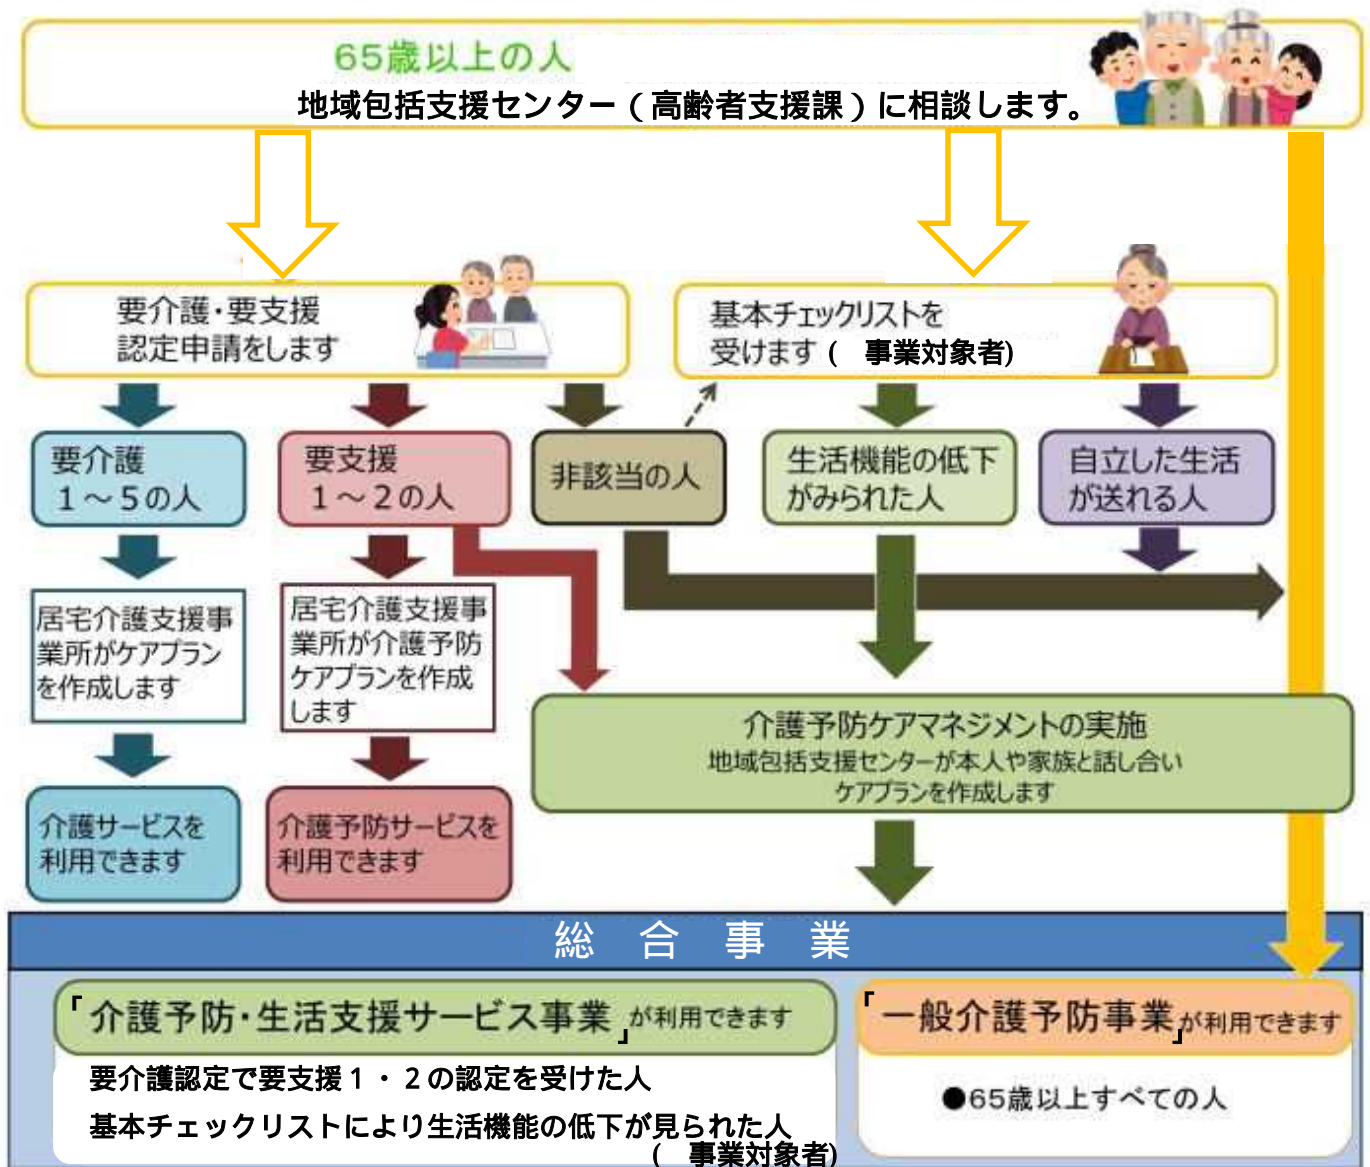 65歳以上の人
地域包括支援センター(高齢者支援課)に相談します。
要介護・要支援
認定申請をします
基本チェックリストを
受けます ( 事業対象者)
要介護
1～5の人
要支援
1～2の人
非該当の人
生活機能の低下
がみられた人
自立した生活
が送れる人
居宅介護支援事
業所がケアプラン
を作成します
居宅介護支援事
業所が介護予防
ケアプランを作成
します
介護予防ケアマネジメントの実施
地域包括支援センターが本人や家族と話し合い
ケアプランを作成します
介護サービスを
利用できます
介護予防サービスを
利用できます
総合事業
「介護予防・生活支援サービス事業」が利用できます
要介護認定で要支援1・2の認定を受けた人
基本チェックリストにより生活機能の低下が見られた人
( 事業対象者)
「一般介護予防事業」が利用できます
●65歳以上すべての人